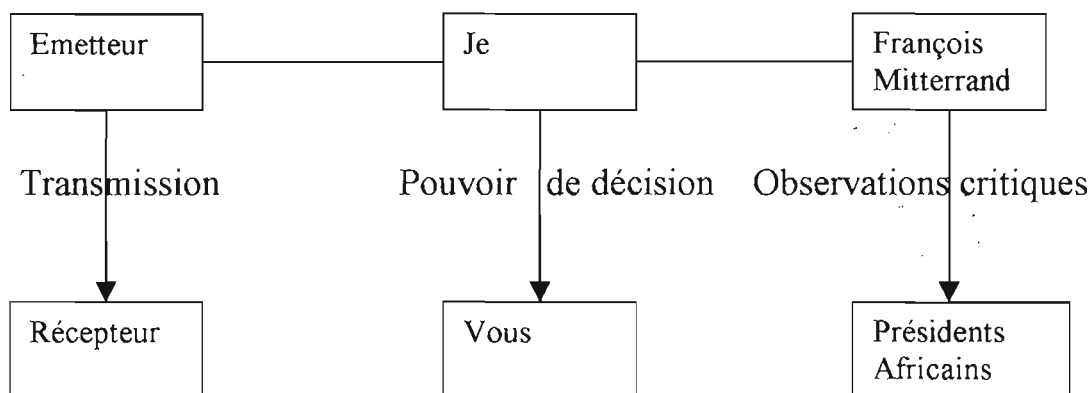 Emetteur
Je
François
Mitterrand
Transmission
Pouvoir de décision
Observations critiques
Récepteur
Vous
Présidents
Africains